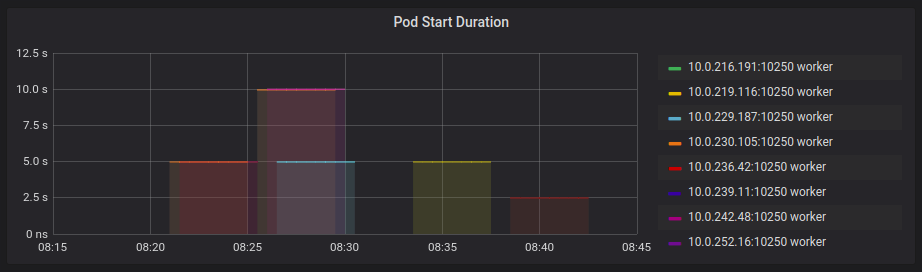 Pod Start Duration
12.5 s
10.0 s
7.5 s
5.0 s
2.5 s
0 ns
08:15 08:20 08:25 08:30 08:35 08:40 08:45
10.0.216.191:10250 worker
10.0.219.116:10250 worker
10.0.229.187:10250 worker
10.0.230.105:10250 worker
10.0.236.42:10250 worker
10.0.239.11:10250 worker
10.0.242.48:10250 worker
10.0.252.16:10250 worker